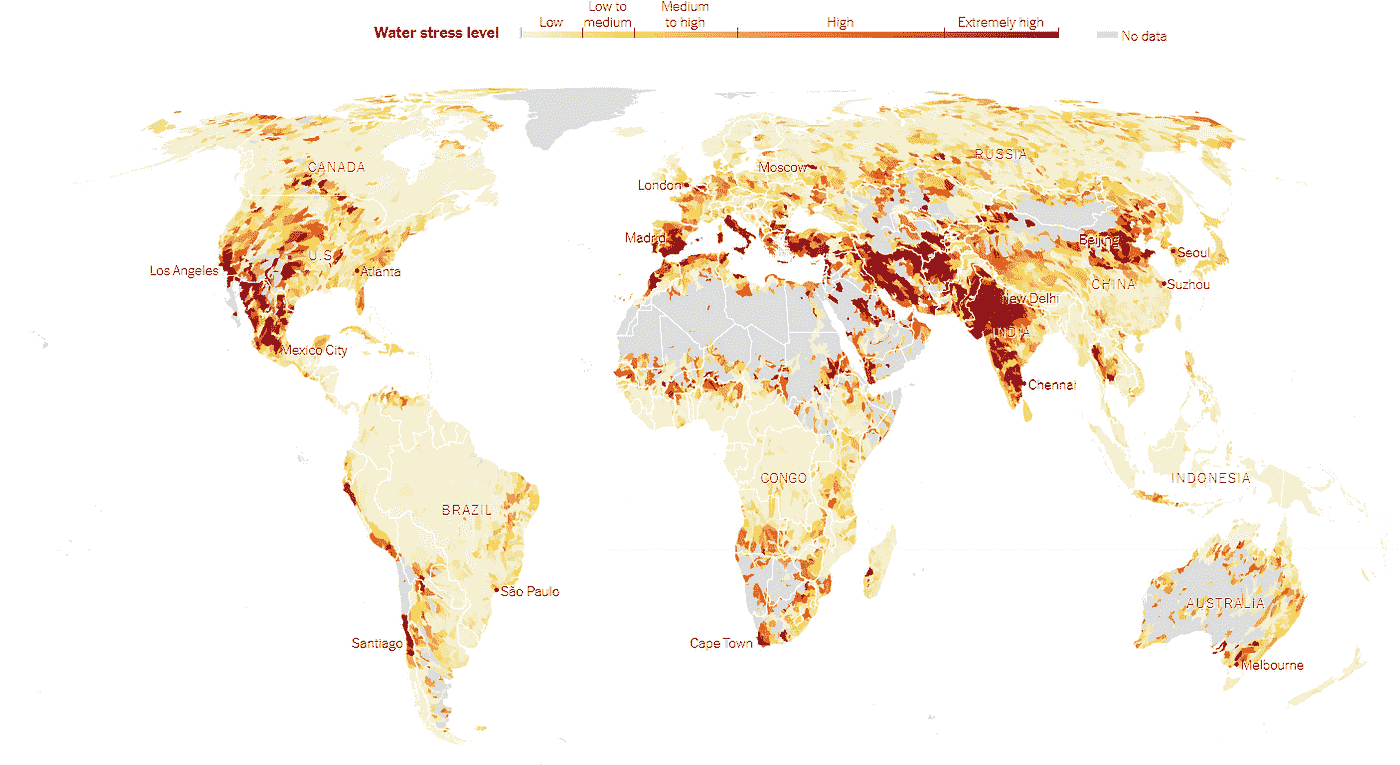 Water stress level
Low
Low to
medium
Medium
to high
High
Extremely high
No data
CANADA
RUSSIA
Moscow
London
Madrid
Beijing
Seoul
U.S.
Los Angeles
Atlanta
CHINA
Suzhou
New Delhi
INDIA
Mexico City
Chennai
CONGO
INDONESIA
BRAZIL
São Paulo
AUSTRALIA
Santiago
Cape Town
Melbourne